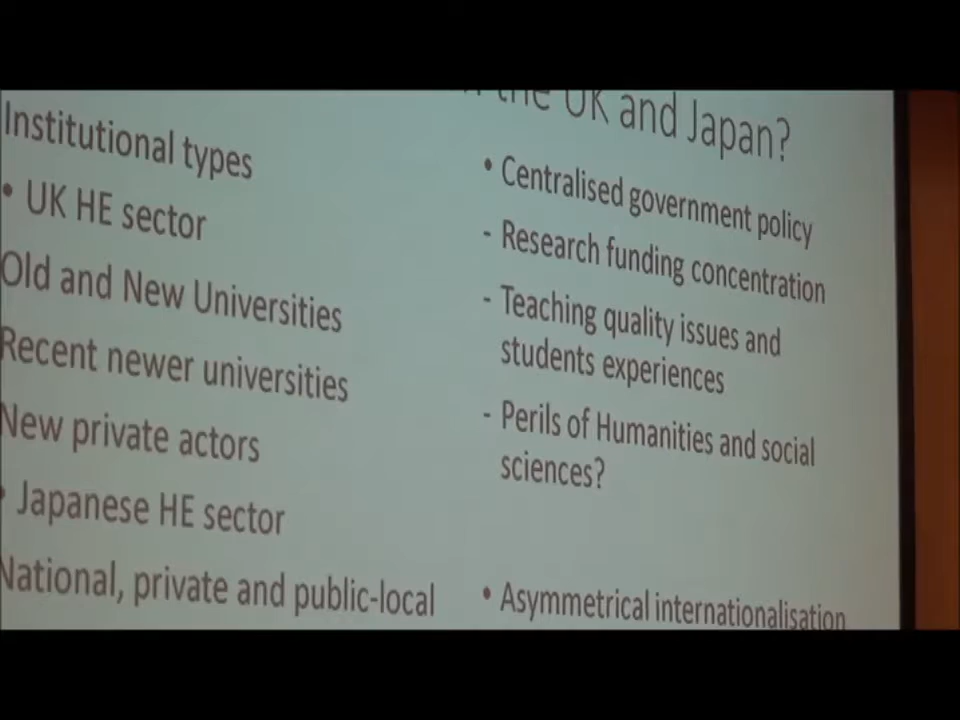 the UK and Japan?
Institutional types
• UK HE sector
Old and New Universities
Recent newer universities
New private actors
• Japanese HE sector
National, private and public-local
• Centralised government policy
- Research funding concentration
- Teaching quality issues and
students experiences
- Perils of Humanities and social
sciences?
• Asymmetrical internationalisation